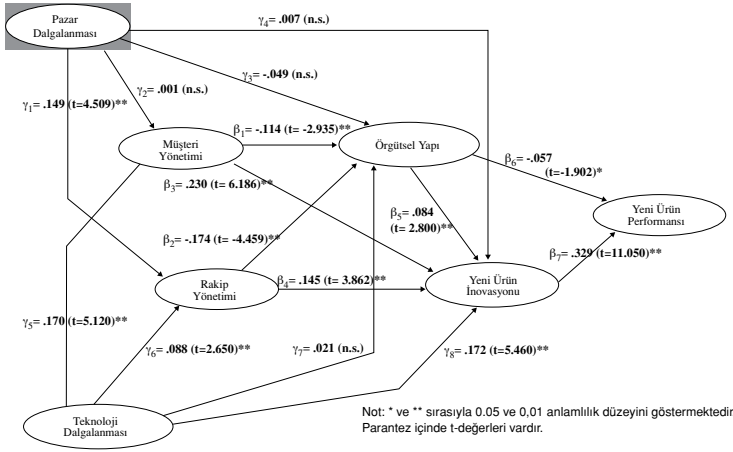 Pazar
Dalgalanması
γ4= .007 (n.s.)
γ3= -.049 (n.s.)
γ2= .001 (n.s.)
γ1= .149 (t=4.509)**
β1= -.114 (t= -2.935)**
Müşteri
Yönetimi
Örgütsel Yapı
β6= -.057
(t=-1.902)*
β3= .230 (t= 6.186)**
β5= .084
(t= 2.800)**
Yeni Ürün
Performansı
β2= -.174 (t= -4.459)**
β7= .329 (t=11.050)**
Rakip
Yönetimi
β4= .145 (t= 3.862)**
Yeni Ürün
İnovasyonu
γ5= .170 (t=5.120)**
γ6= .088 (t=2.650)**
γ7= .021 (n.s.)
γ8= .172 (t=5.460)**
Teknoloji
Dalgalanması
Not: * ve ** sırasıyla 0.05 ve 0,01 anlamlılık düzeyini göstermektedir
Parantez içinde t-değerleri vardır.